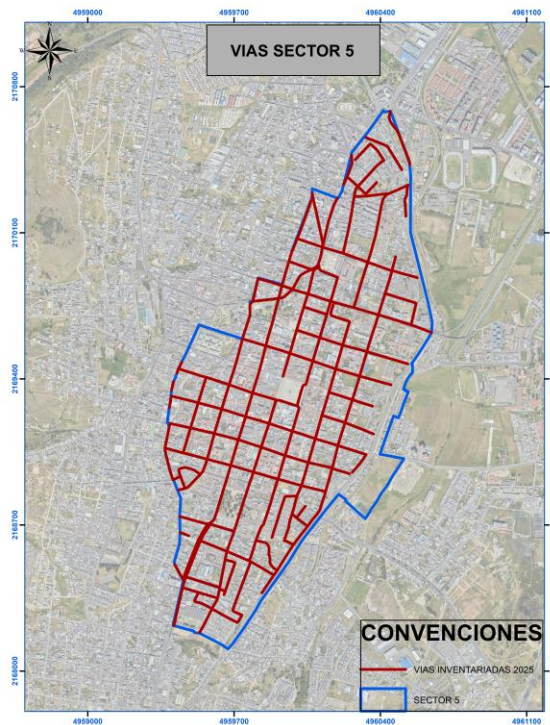 4959000 4959700 4960400 4961100
N
W E
S
VIAS SECTOR 5
2170800
2170100
2169400
2168700
2168000
CONVENCIONES
VIAS INVENTARIADAS 2025
SECTOR 5
4959000 4959700 4960400 4961100